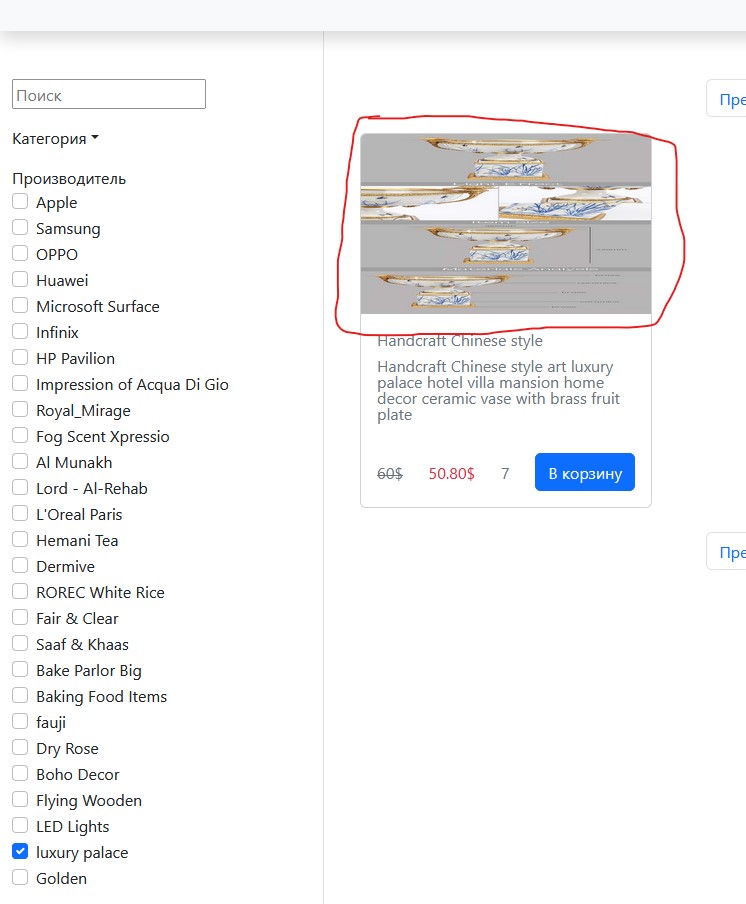 Поиск
Категория
Производитель
Apple
Samsung
OPPO
Huawei
Microsoft Surface
Infinix
HP Pavilion
Impression of Acqua Di Gio
Royal_Mirage
Fog Scent Xpressio
Al Munakh
Lord - Al-Rehab
L'Oreal Paris
Hemani Tea
Dermive
ROREC White Rice
Fair & Clear
Saaf & Khaas
Bake Parlor Big
Baking Food Items
fauji
Dry Rose
Boho Decor
Flying Wooden
LED Lights
luxury palace
Golden
Пре
Handcraft Chinese style
Handcraft Chinese style art luxury
palace hotel villa mansion home
decor ceramic vase with brass fruit
plate
60$ 50.80$ 7 В корзину
Пре